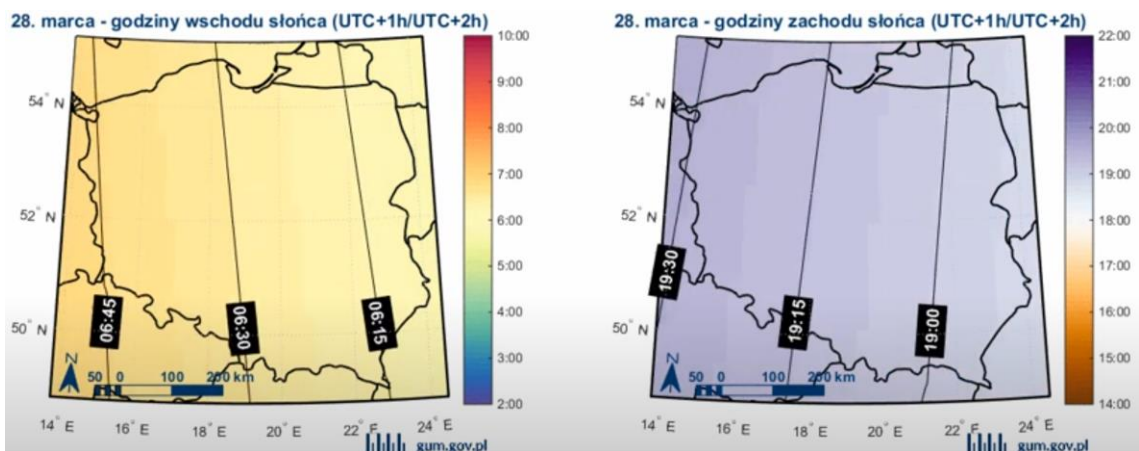 28. marca - godziny wschodu słońca (UTC+1h/UTC+2h)
10:00
9:00
8:00
7:00
6:00
5:00
4:00
3:00
2:00
54° N
52° N
50° N
06:45
06:30
06:15
N
50 0 100 200 km
14° E 16° E 18° E 20° E 22° E 24° E
gum.gov.pl
28. marca - godziny zachodu słońca (UTC+1h/UTC+2h)
22:00
21:00
20:00
19:00
18:00
17:00
16:00
15:00
14:00
54° N
52° N
50° N
19:30
19:15
19:00
N
50 0 100 200 km
14° E 16° E 18° E 20° E 22° E 24° E
gum.gov.pl